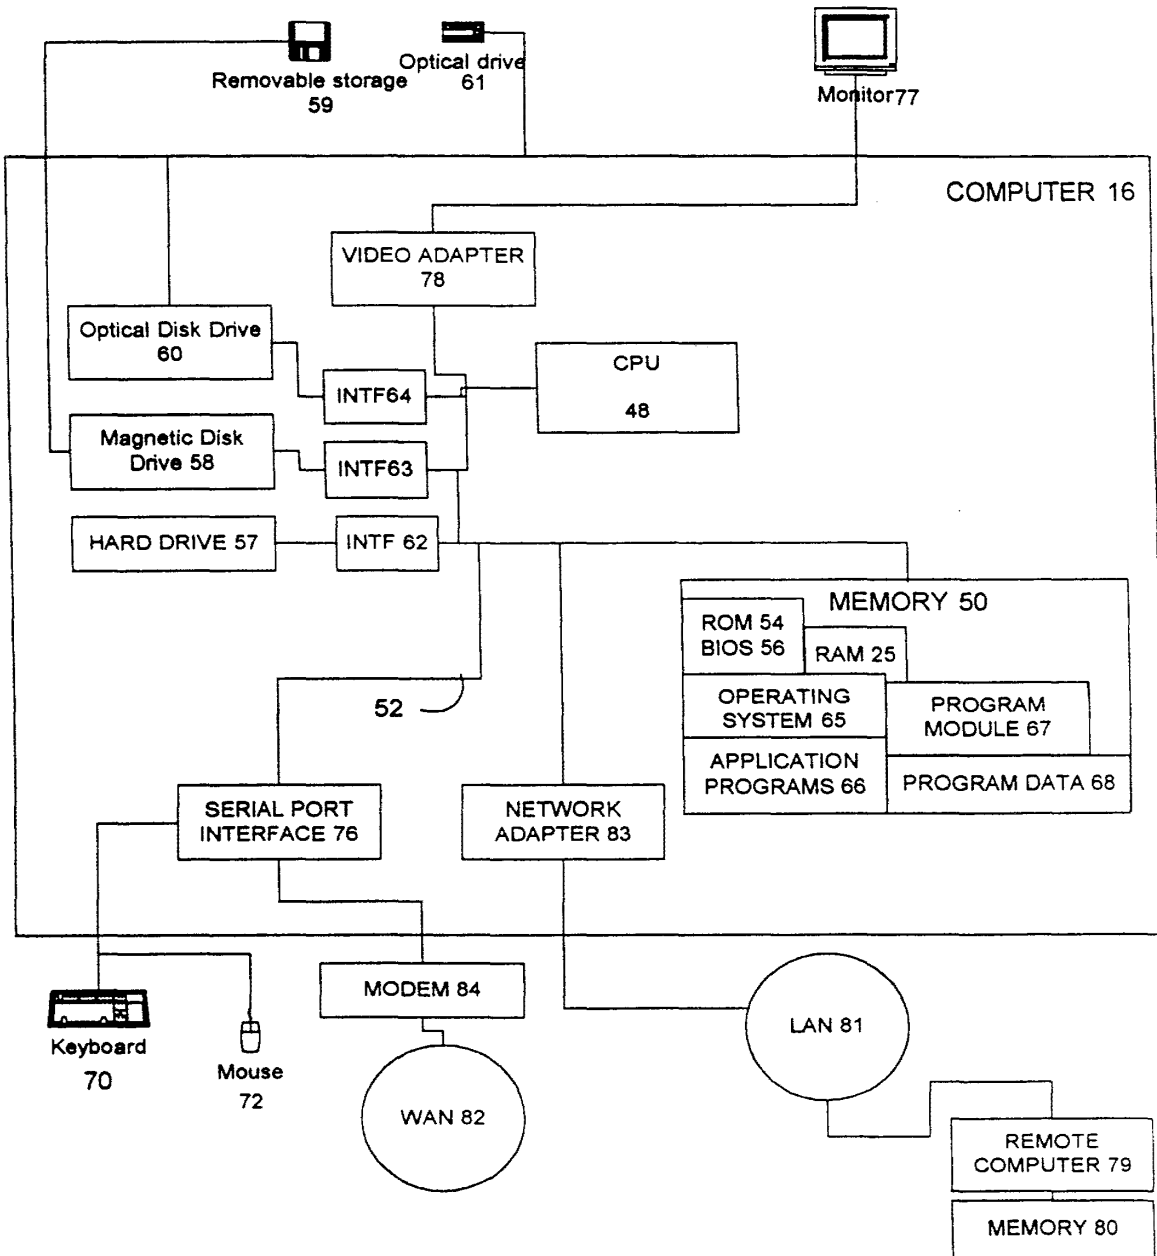 Removable storage
59
Optical drive
61
Monitor77
COMPUTER 16
VIDEO ADAPTER
78
Optical Disk Drive
60
INTF64
CPU
48
Magnetic Disk
Drive 58
INTF63
HARD DRIVE 57
INTF 62
MEMORY 50
ROM 54
BIOS 56
RAM 25
OPERATING
SYSTEM 65
PROGRAM
MODULE 67
APPLICATION
PROGRAMS 66
PROGRAM DATA 68
52
SERIAL PORT
INTERFACE 76
NETWORK
ADAPTER 83
MODEM 84
LAN 81
Keyboard
70
Mouse
72
WAN 82
REMOTE
COMPUTER 79
MEMORY 80